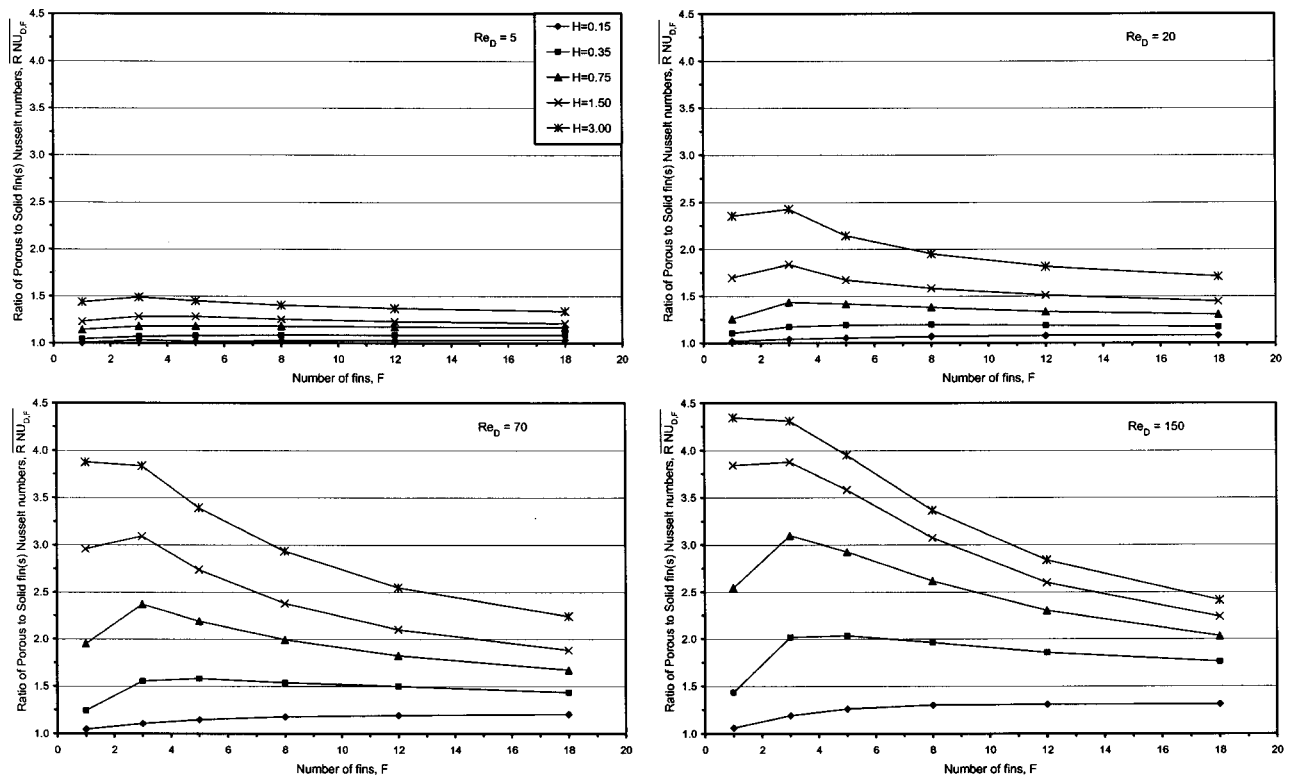 Ratio of Porous to Solid fin(s) Nusselt numbers, R NU_D,F
4.5
4.0
3.5
3.0
2.5
2.0
1.5
1.0
0 2 4 6 8 10 12 14 16 18 20
Number of fins, F
Re_D = 5
H=0.15
H=0.35
H=0.75
H=1.50
H=3.00
Ratio of Porous to Solid fin(s) Nusselt numbers, R NU_D,F
4.5
4.0
3.5
3.0
2.5
2.0
1.5
1.0
0 2 4 6 8 10 12 14 16 18 20
Number of fins, F
Re_D = 20
Ratio of Porous to Solid fin(s) Nusselt numbers, R NU_D,F
4.5
4.0
3.5
3.0
2.5
2.0
1.5
1.0
0 2 4 6 8 10 12 14 16 18 20
Number of fins, F
Re_D = 70
Ratio of Porous to Solid fin(s) Nusselt numbers, R NU_D,F
4.5
4.0
3.5
3.0
2.5
2.0
1.5
1.0
0 2 4 6 8 10 12 14 16 18 20
Number of fins, F
Re_D = 150